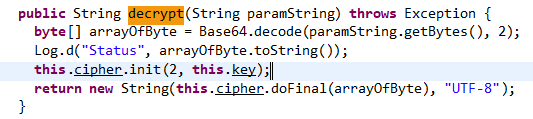 public String decrypt(String paramString) throws Exception {
byte[] arrayOfByte = Base64.decode(paramString.getBytes(), 2);
Log.d("Status", arrayOfByte.toString());
this.cipher.init(2, this.key);
return new String(this.cipher.doFinal(arrayOfByte), "UTF-8");
}